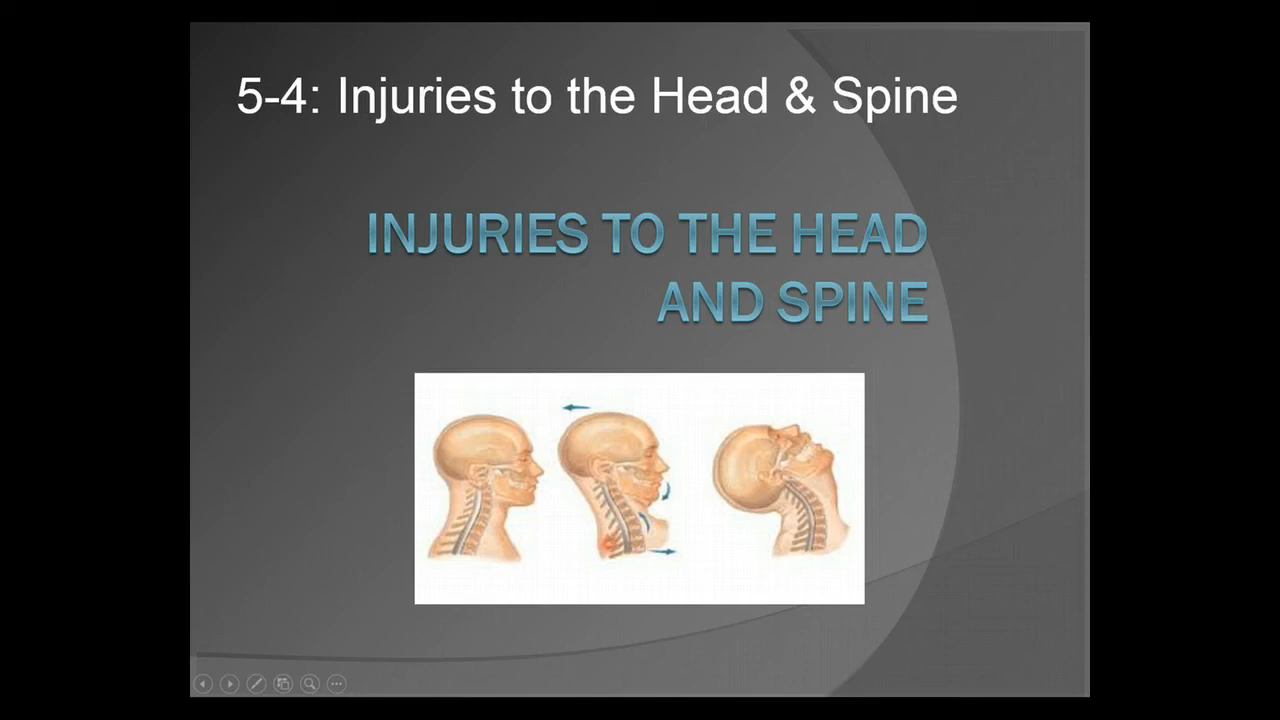 5-4: Injuries to the Head & Spine
INJURIES TO THE HEAD
AND SPINE